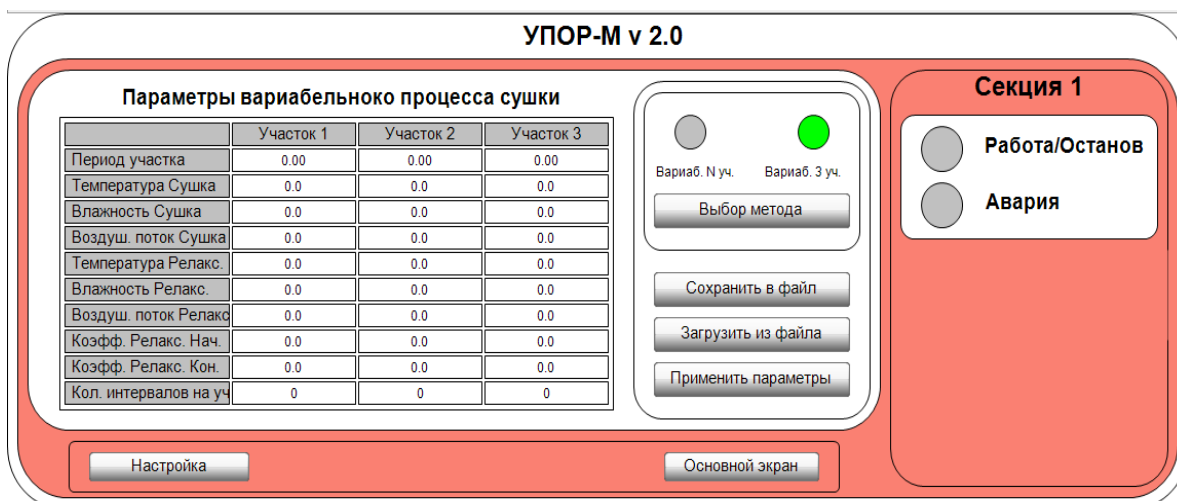 УПОР-М v 2.0
Параметры вариабельноко процесса сушки
Участок 1 Участок 2 Участок 3
Период участка 0.00 0.00 0.00
Температура Сушка 0.0 0.0 0.0
Влажность Сушка 0.0 0.0 0.0
Воздуш. поток Сушка 0.0 0.0 0.0
Температура Релакс. 0.0 0.0 0.0
Влажность Релакс. 0.0 0.0 0.0
Воздуш. поток Релакс 0.0 0.0 0.0
Коэфф. Релакс. Нач. 0.0 0.0 0.0
Коэфф. Релакс. Кон. 0.0 0.0 0.0
Кол. интервалов на уч 0 0 0
Вариаб. N уч. Вариаб. 3 уч.
Выбор метода
Сохранить в файл
Загрузить из файла
Применить параметры
Секция 1
Работа/Останов
Авария
Настройка
Основной экран